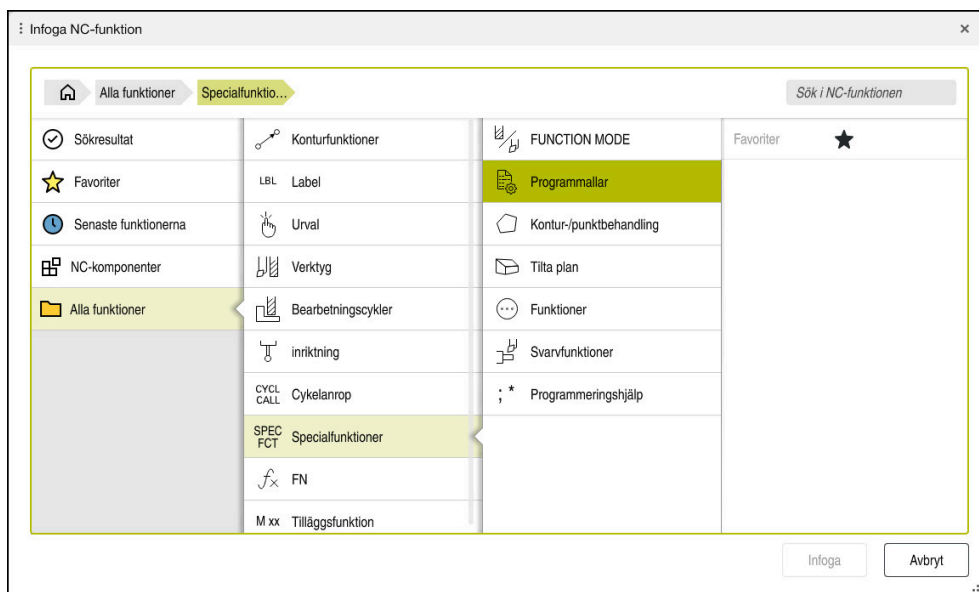 Infoga NC-funktion
Alla funktioner
Specialfunktio...
Sök i NC-funktionen
Sökresultat
Favoriter
Senaste funktionerna
NC-komponenter
Alla funktioner
Konturfunktioner
LBL Label
Urval
Verktyg
Bearbetningscykler
inriktning
CYCL
CALL Cykelanrop
SPEC
FCT Specialfunktioner
fx FN
M xx Tilläggsfunktion
FUNCTION MODE
Programmallar
Kontur-/punktbehandling
Tilta plan
Funktioner
Svarvfunktioner
; * Programmeringshjälp
Favoriter
Infoga
Avbryt